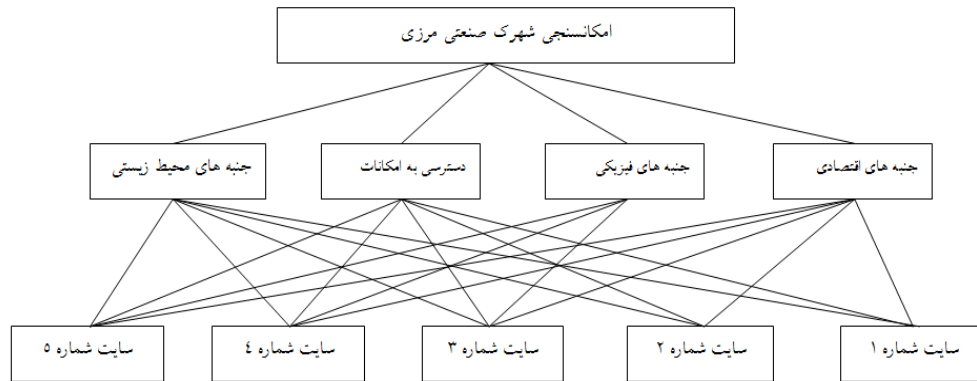 امکانسنجی شهرک صنعتی مرزی
جنبه های اقتصادی
جنبه های فیزیکی
دسترسی به امکانات
جنبه های محیط زیستی
سایت شماره ۱
سایت شماره ۲
سایت شماره ۳
سایت شماره ٤
سایت شماره ۵